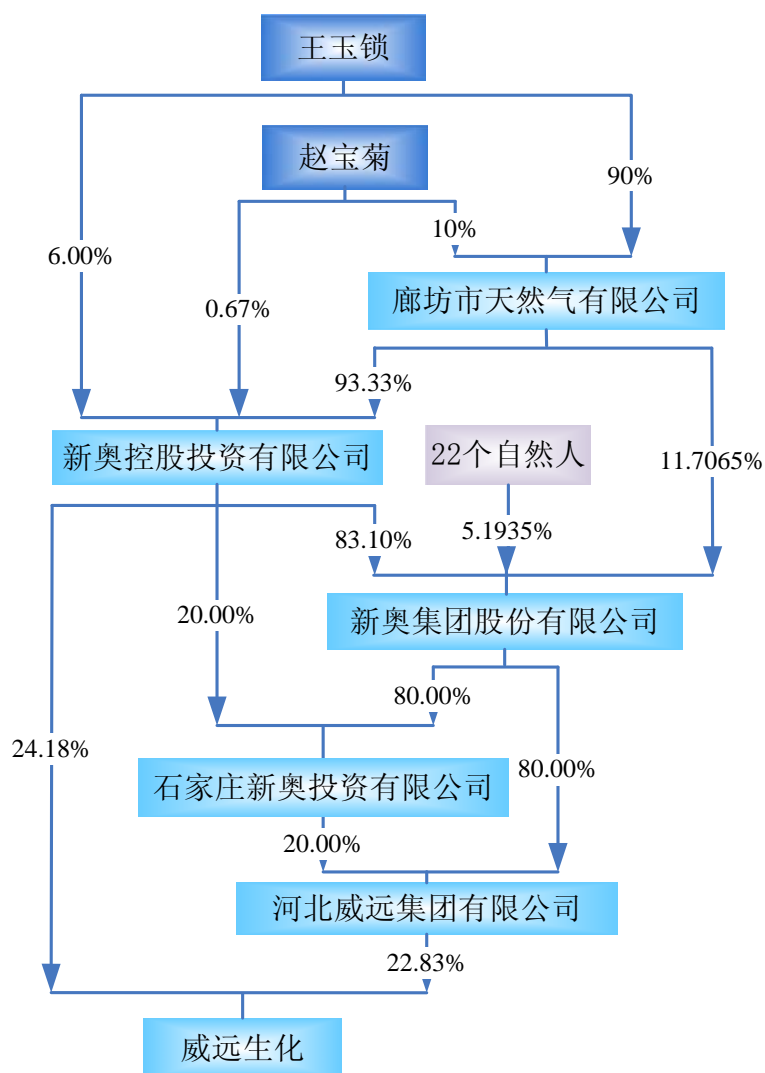 王玉锁
赵宝菊
90%
10%
6.00%
廊坊市天然气有限公司
0.67%
93.33%
新奥控股投资有限公司
22个自然人
11.7065%
5.1935%
83.10%
20.00%
新奥集团股份有限公司
80.00%
24.18%
80.00%
石家庄新奥投资有限公司
20.00%
河北威远集团有限公司
22.83%
威远生化